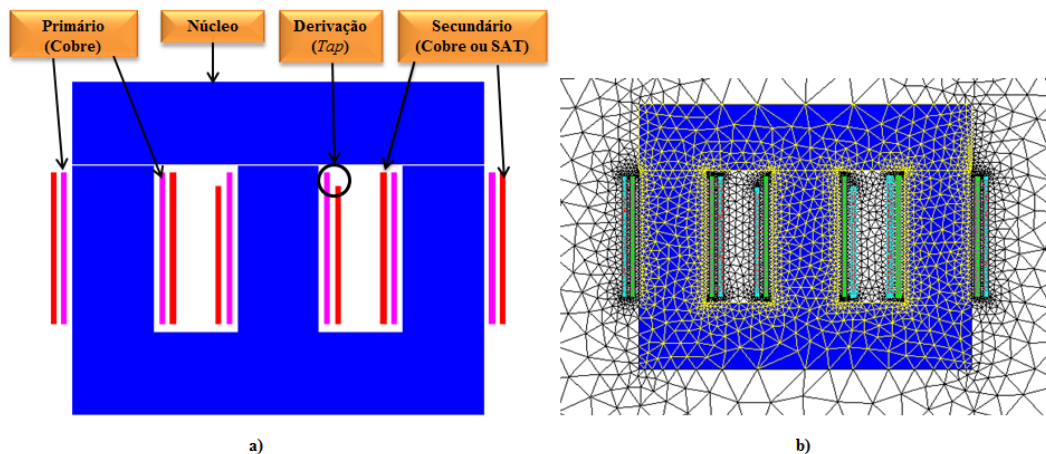 Primário
(Cobre)
Núcleo
Derivação
(Tap)
Secundário
(Cobre ou SAT)
a)
b)